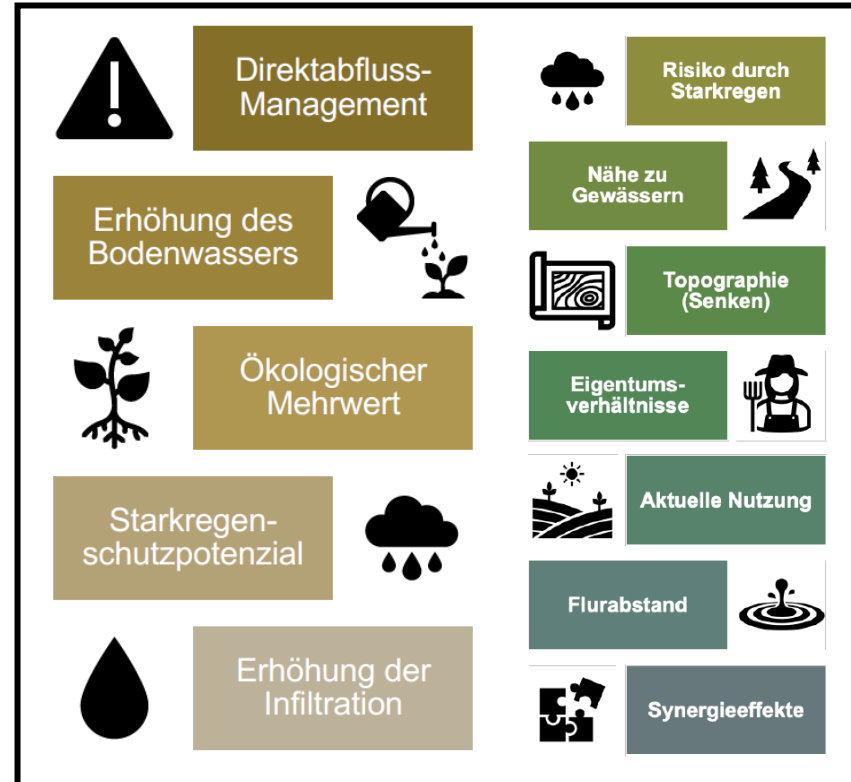 Direktabfluss-
Management
Erhöhung des
Bodenwassers
Ökologischer
Mehrwert
Starkregen-
schutzpotenzial
Erhöhung der
Infiltration
Risiko durch
Starkregen
Nähe zu
Gewässern
Topographie
(Senken)
Eigentums-
verhältnisse
Aktuelle Nutzung
Flurabstand
Synergieeffekte